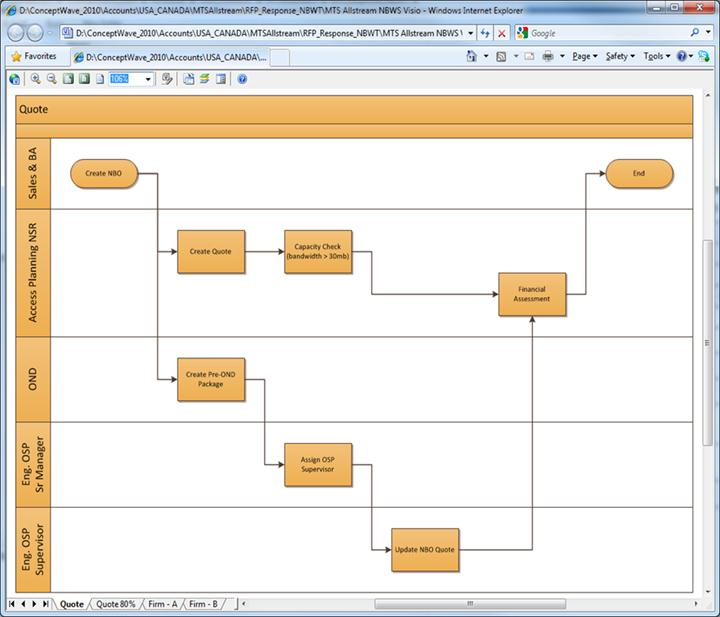 D:\ConceptWave_2010\Accounts\USA_CANADA\MTSAllstream\RFP_Response_NBWT\MTS Allstream NBWS Visio - Windows Internet Explorer
D:\ConceptWave_2010\Accounts\USA_CANADA\MTSAllstream\RFP_Response_NBWT\MTS Allstream NBWS V
Google
Favorites
D:\ConceptWave_2010\Accounts\USA_CANADA\...
Page
Safety
Tools
106%
Quote
Sales & BA
Create NBO
End
Access Planning NSR
Create Quote
Capacity Check
(bandwidth > 30mb)
Financial
Assessment
OND
Create Pre-OND
Package
Eng. OSP
Sr Manager
Assign OSP
Supervisor
Eng. OSP
Supervisor
Update NBO Quote
Quote
Quote 80%
Firm - A
Firm - B